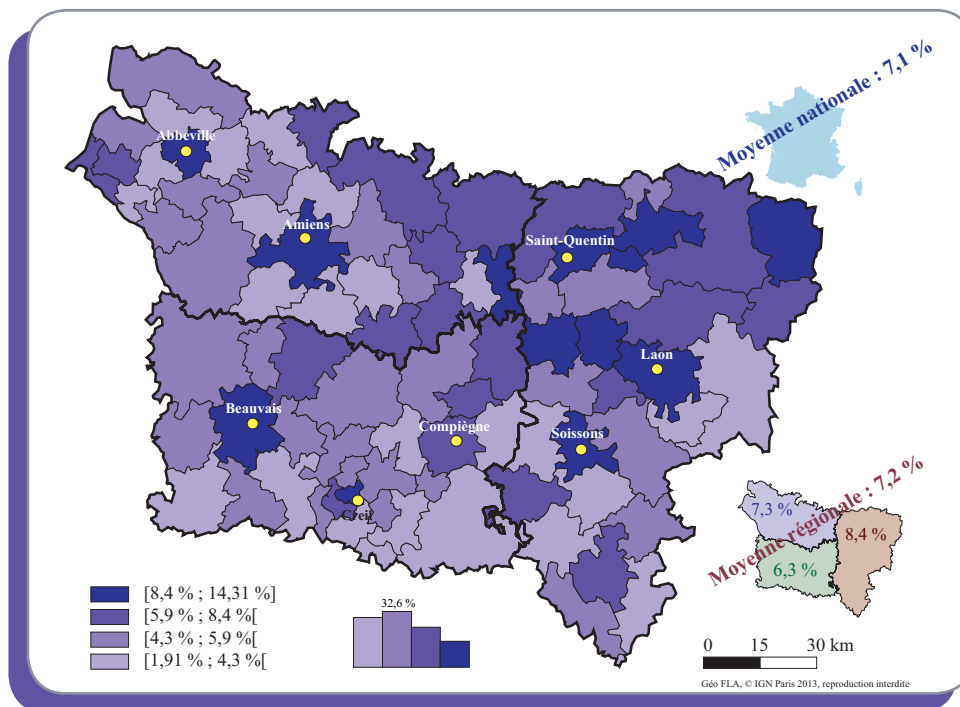 Moyenne nationale : 7,1 %
Abbeville
Amiens
Saint-Quentin
Laon
Beauvais
Compiègne
Soissons
Creil
Moyenne régionale : 7,2 %
7,3 %
8,4 %
6,3 %
[8,4 % ; 14,31 %]
[5,9 % ; 8,4 %[
[4,3 % ; 5,9 %[
[1,91 % ; 4,3 %[
32,6 %
0 15 30 km
Géo FLA, © IGN Paris 2013, reproduction interdite